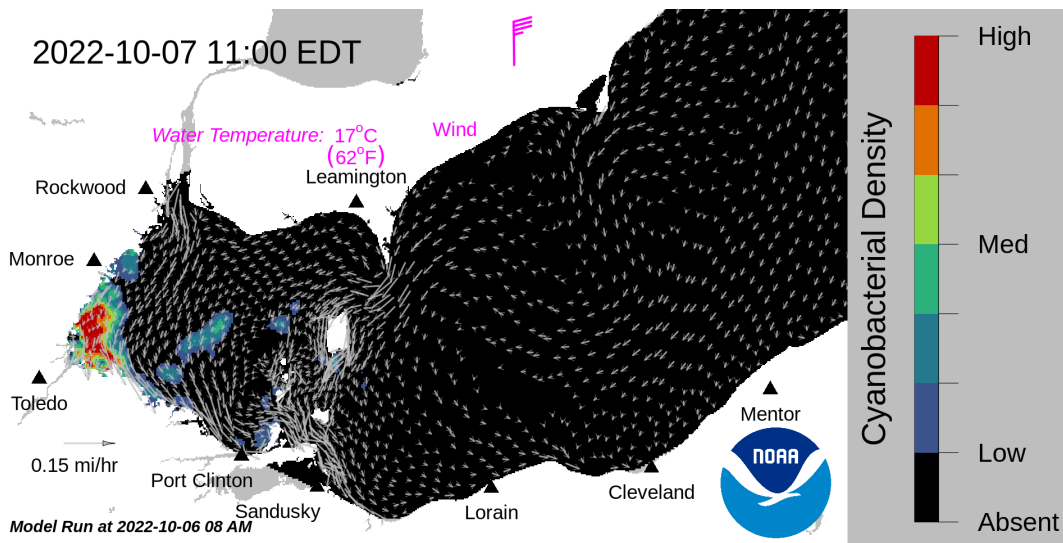 2022-10-07 11:00 EDT
Water Temperature: 17°C
(62°F)
Wind
Rockwood
Leamington
Monroe
Toledo
0.15 mi/hr
Port Clinton
Sandusky
Lorain
Cleveland
Mentor
NOAA
Model Run at 2022-10-06 08 AM
Cyanobacterial Density
High
Med
Low
Absent